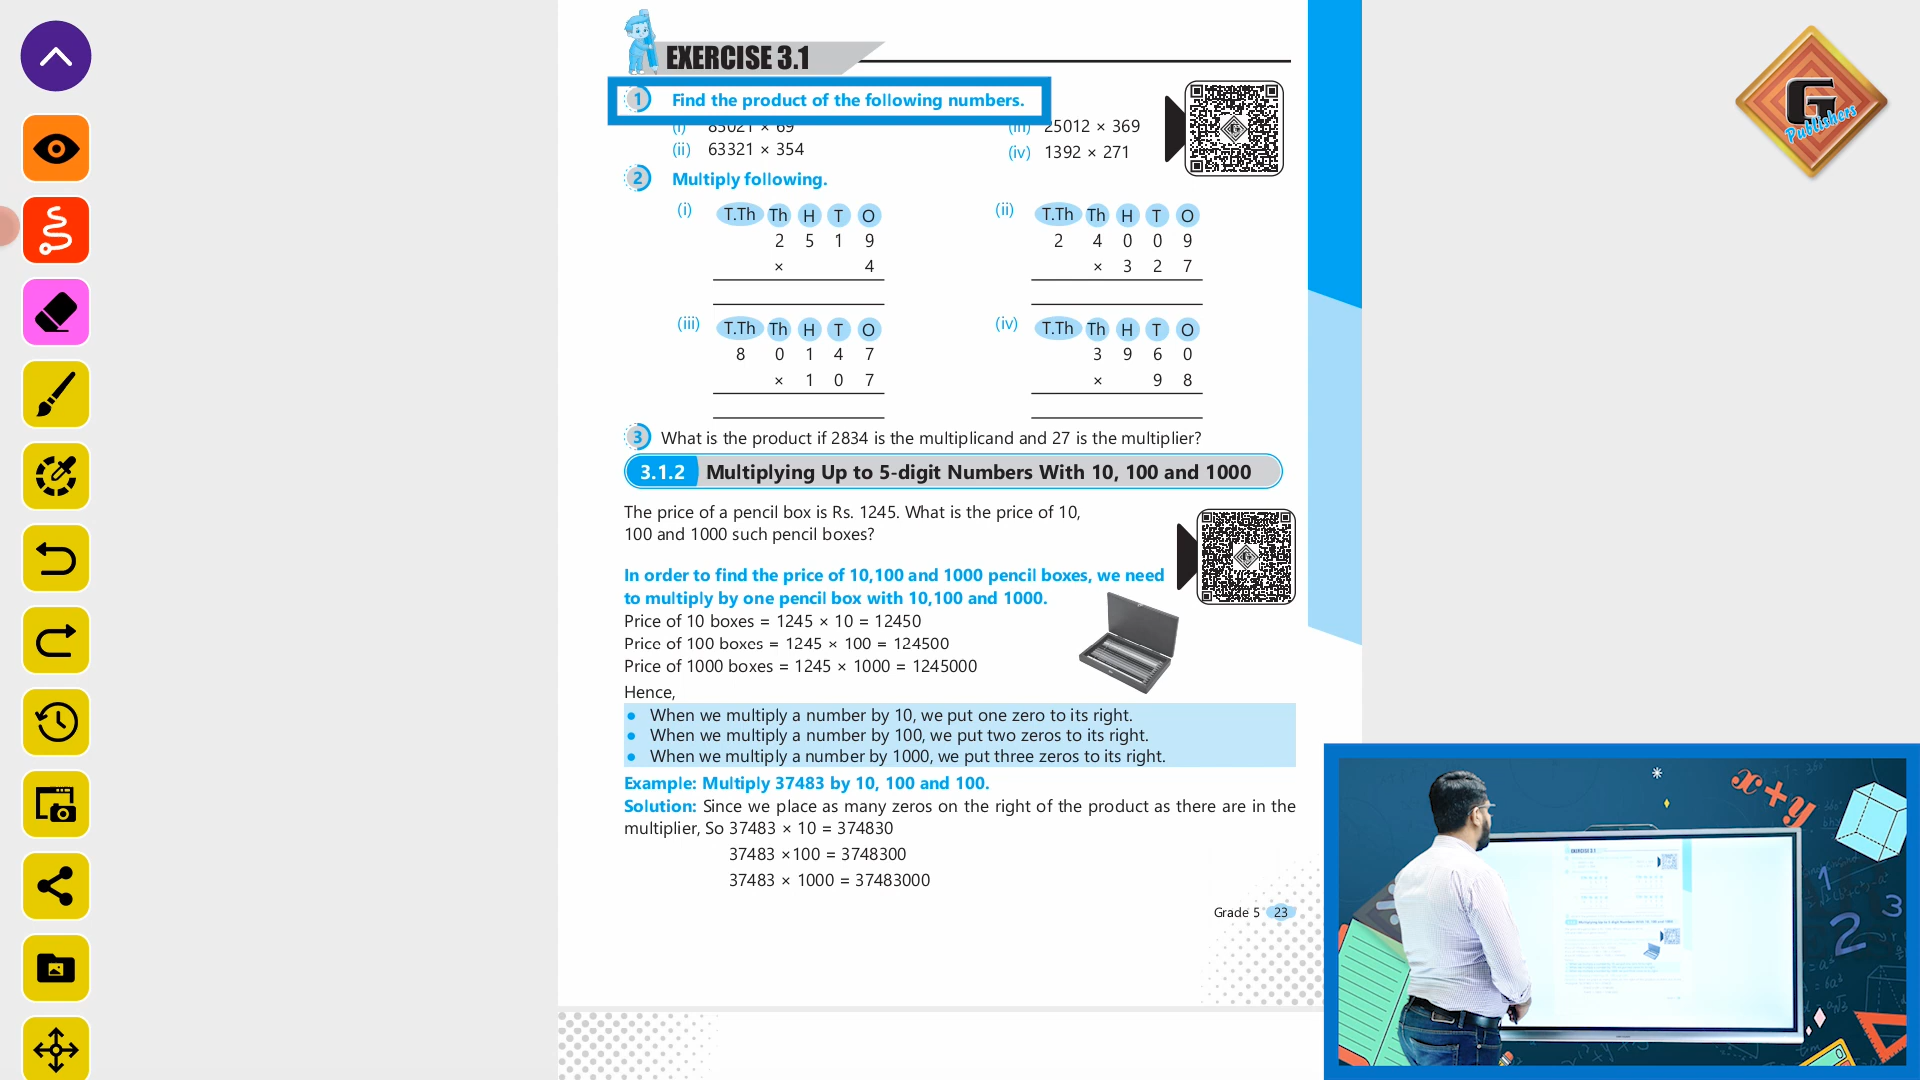 EXERCISE 3.1
1 Find the product of the following numbers.
(i) 85021 × 69
(iii) 25012 × 369
(ii) 63321 × 354
(iv) 1392 × 271
2 Multiply following.
(i) T.Th Th H T O
2 5 1 9
× 4
(ii) T.Th Th H T O
2 4 0 0 9
× 3 2 7
(iii) T.Th Th H T O
8 0 1 4 7
× 1 0 7
(iv) T.Th Th H T O
3 9 6 0
× 9 8
3 What is the product if 2834 is the multiplicand and 27 is the multiplier?
3.1.2 Multiplying Up to 5-digit Numbers With 10, 100 and 1000
The price of a pencil box is Rs. 1245. What is the price of 10,
100 and 1000 such pencil boxes?
In order to find the price of 10,100 and 1000 pencil boxes, we need
to multiply by one pencil box with 10,100 and 1000.
Price of 10 boxes = 1245 × 10 = 12450
Price of 100 boxes = 1245 × 100 = 124500
Price of 1000 boxes = 1245 × 1000 = 1245000
Hence,
• When we multiply a number by 10, we put one zero to its right.
• When we multiply a number by 100, we put two zeros to its right.
• When we multiply a number by 1000, we put three zeros to its right.
Example: Multiply 37483 by 10, 100 and 100.
Solution: Since we place as many zeros on the right of the product as there are in the
multiplier, So 37483 × 10 = 374830
37483 ×100 = 3748300
37483 × 1000 = 37483000
Grade 5 23
G
Publishers
x+y
1
2
3